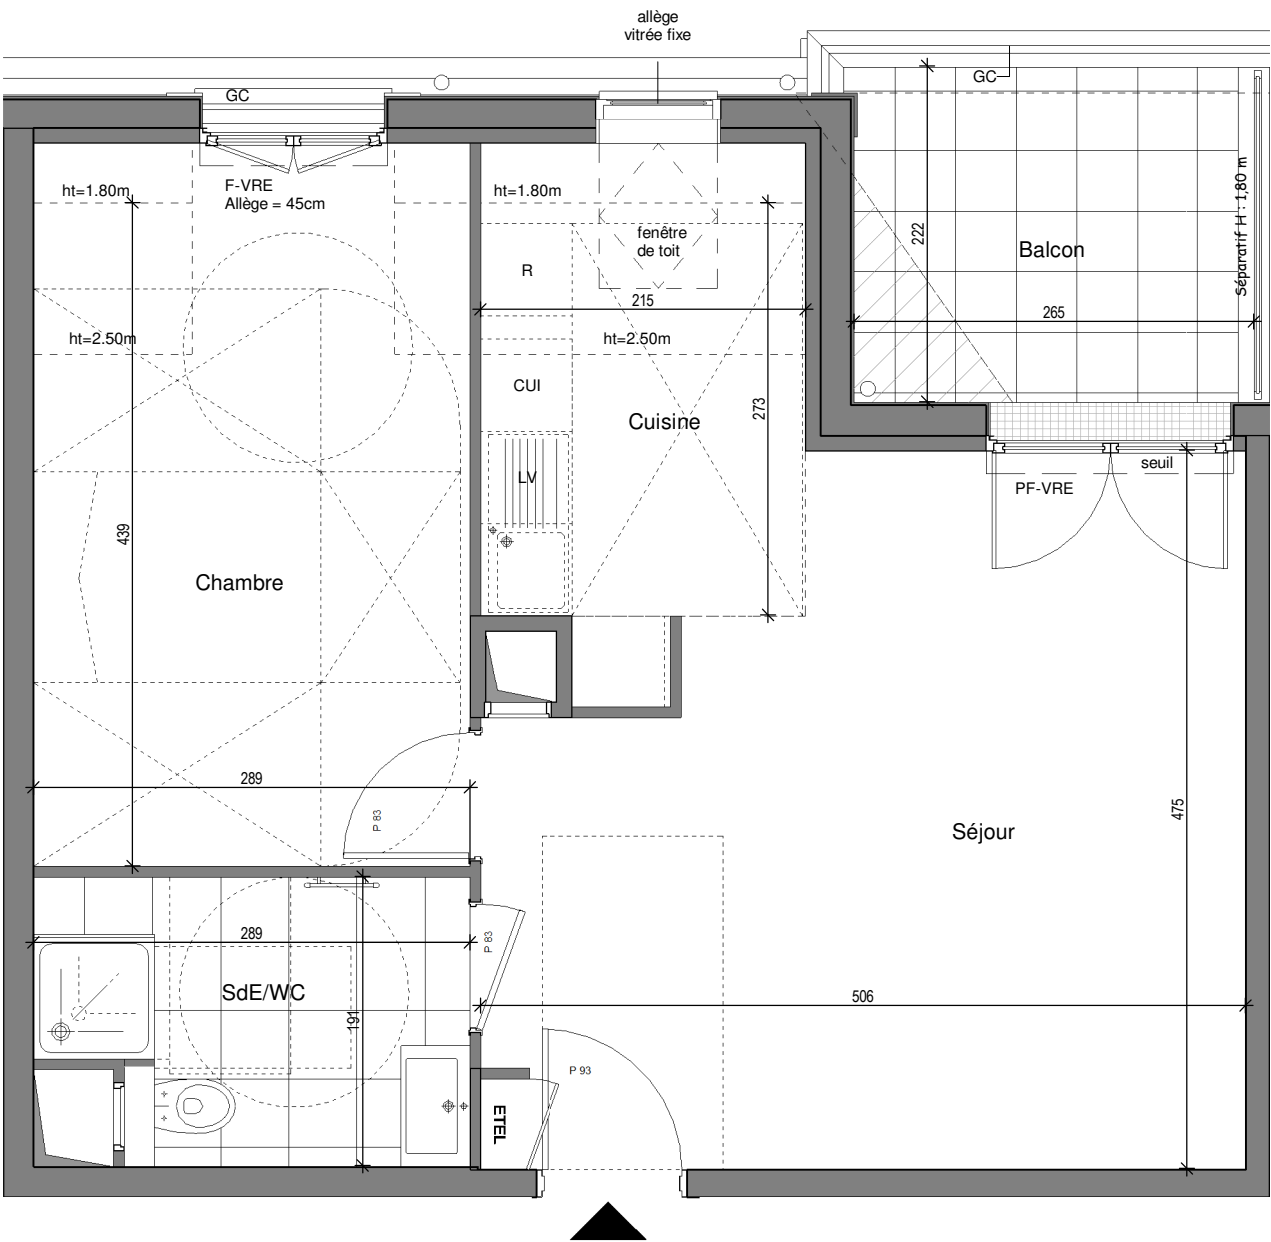 allège
vitrée fixe
GC
GC
ht=1.80m
F-VRE
Allège = 45cm
ht=1.80m
fenêtre
de toit
222
Balcon
Séparatif H : 1,80 m
R
215
265
ht=2.50m
ht=2.50m
CUI
Cuisine
273
LV
seuil
PF-VRE
439
Chambre
289
P 83
475
Séjour
289
P 83
SdE/WC
191
506
P 93
ETEL